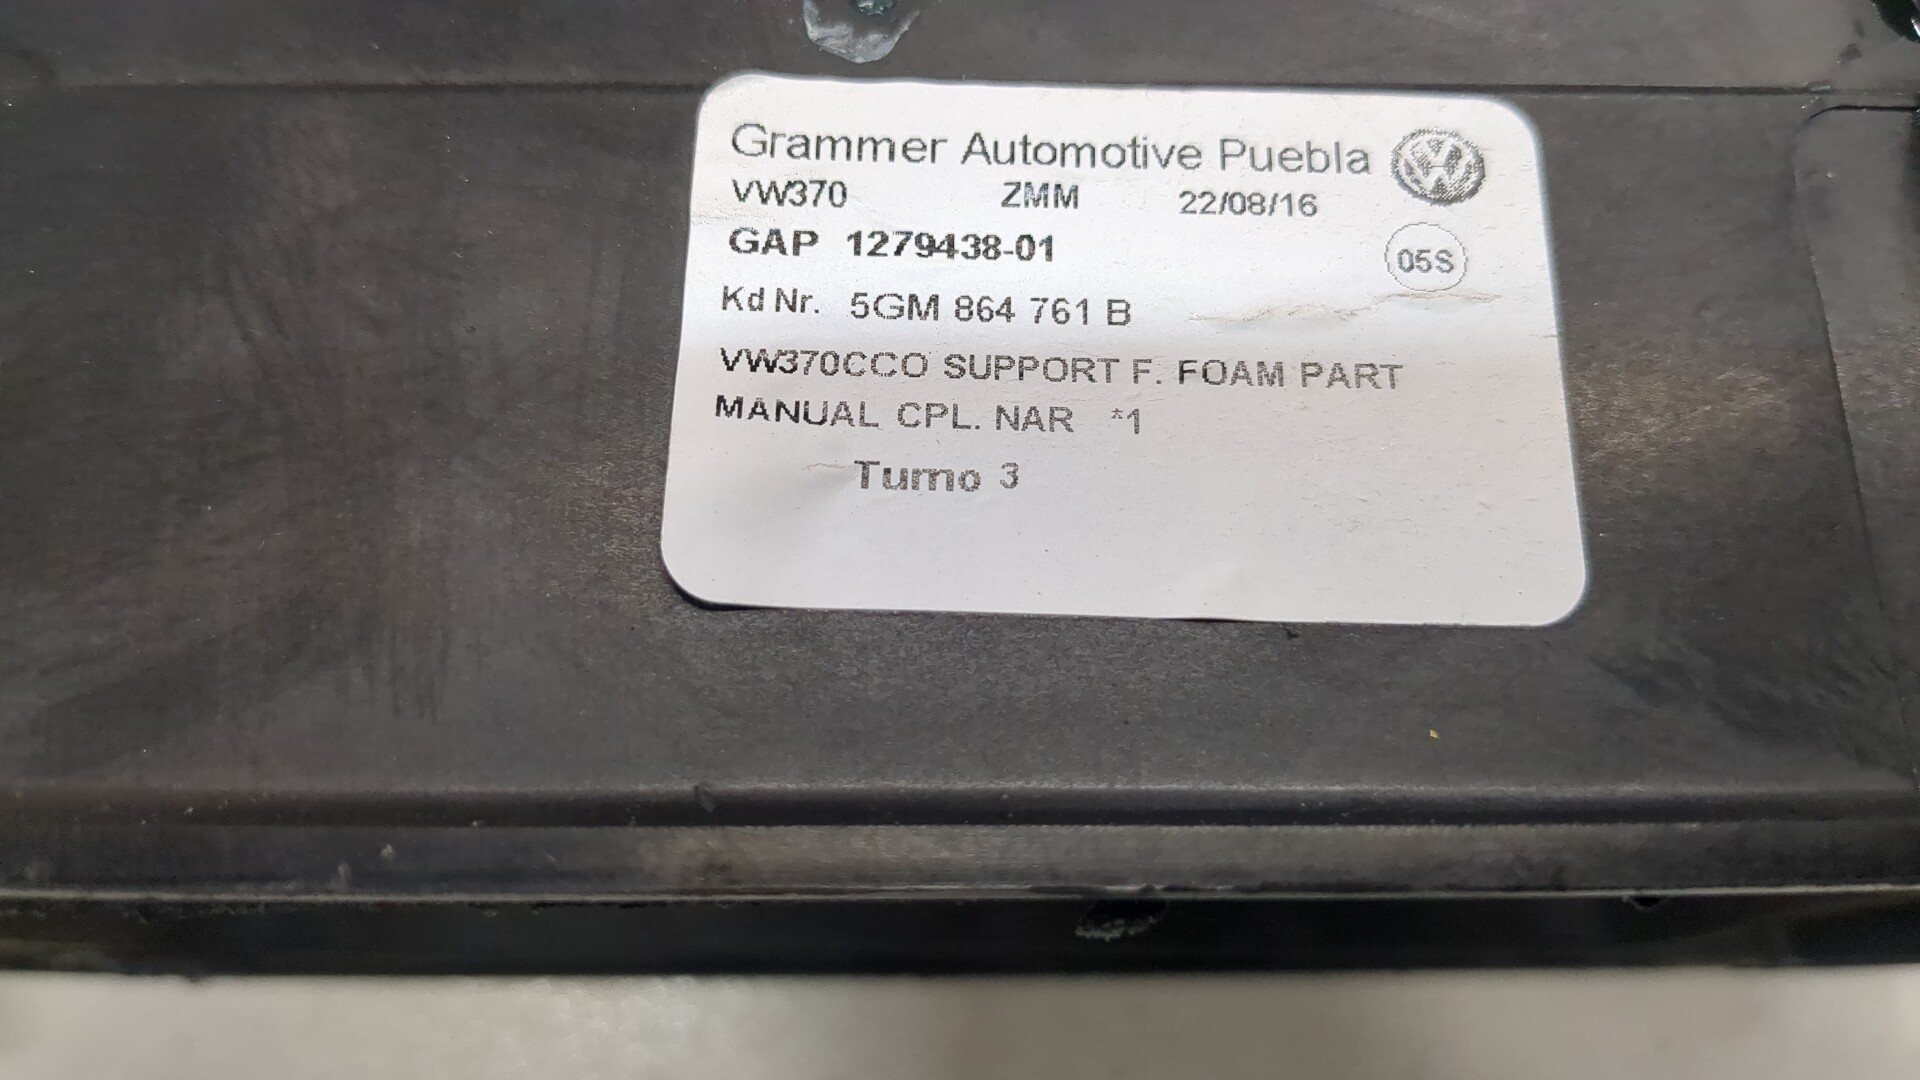 Grammer Automotive Puebla
VW370 ZMM 22/08/16
GAP 1279438-01
05S
Kd Nr. 5GM 864 761 B
VW370CCO SUPPORT F. FOAM PART
MANUAL CPL. NAR *1
Turno 3